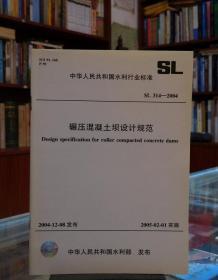 SL
中华人民共和国水利行业标准
SL 314—2004
碾压混凝土坝设计规范
Design specification for roller compacted concrete dams
2004-12-08 发布
2005-02-01 实施
中华人民共和国水利部 发布